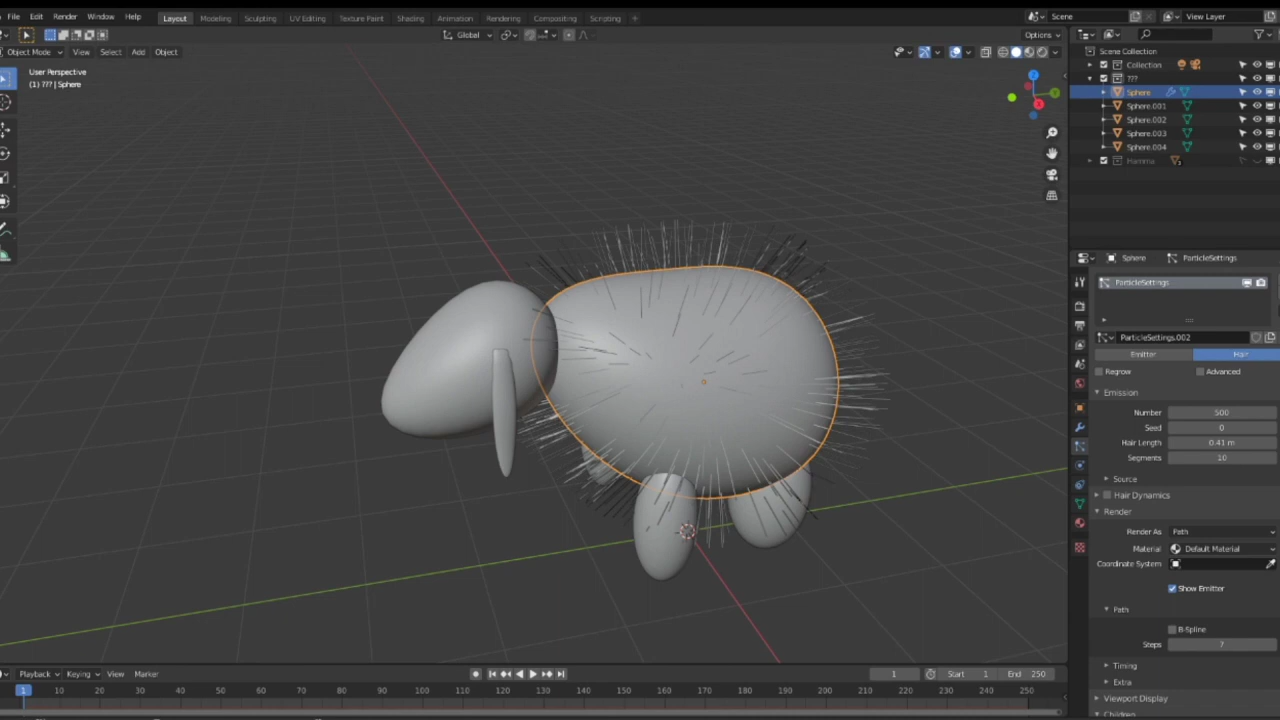 File Edit Render Window Help Layout Modeling Sculpting UV Editing Texture Paint Shading Animation Rendering Compositing Scripting + Scene View Layer
Global Options
Object Mode View Select Add Object
User Perspective
(1) ??? | Sphere
Z
Y
X
Scene Collection
Collection
???
Sphere
Sphere.001
Sphere.002
Sphere.003
Sphere.004
Hamma
Sphere ParticleSettings
ParticleSettings
ParticleSettings.002
Emitter Hair
Regrow Advanced
Emission
Number 500
Seed 0
Hair Length 0.41 m
Segments 10
Source
Hair Dynamics
Render
Render As Path
Material Default Material
Coordinate System
Show Emitter
Path
B-Spline
Steps 7
Timing
Extra
Viewport Display
Children
Playback Keying View Marker 1 Start 1 End 250
1 10 20 30 40 50 60 70 80 90 100 110 120 130 140 150 160 170 180 190 200 210 220 230 240 250